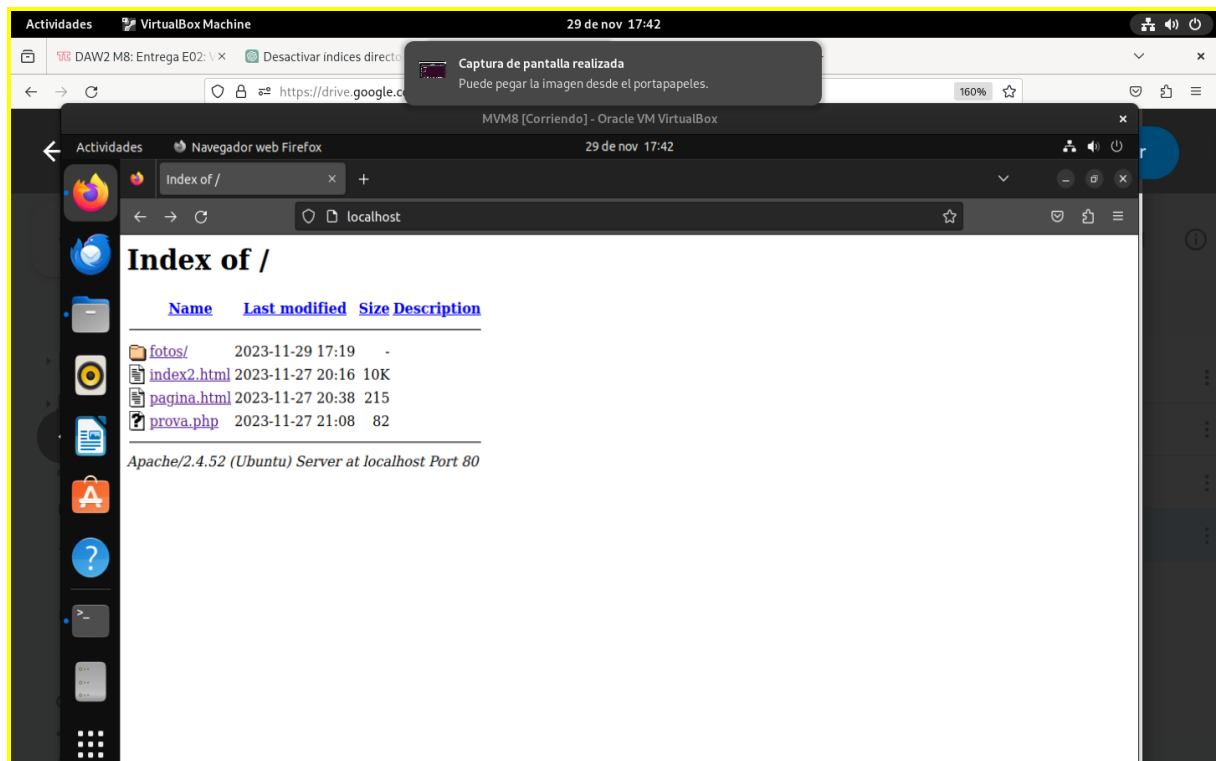 Actividades VirtualBox Machine 29 de nov 17:42
DAW2 M8: Entrega E02: Desactivar índices directo
Captura de pantalla realizada
Puede pegar la imagen desde el portapapeles.
https://drive.google.co 160%
MVM8 [Corriendo] - Oracle VM VirtualBox
Actividades Navegador web Firefox 29 de nov 17:42
Index of /
localhost
Index of /
Name Last modified Size Description
fotos/ 2023-11-29 17:19 -
index2.html 2023-11-27 20:16 10K
pagina.html 2023-11-27 20:38 215
prova.php 2023-11-27 21:08 82
Apache/2.4.52 (Ubuntu) Server at localhost Port 80